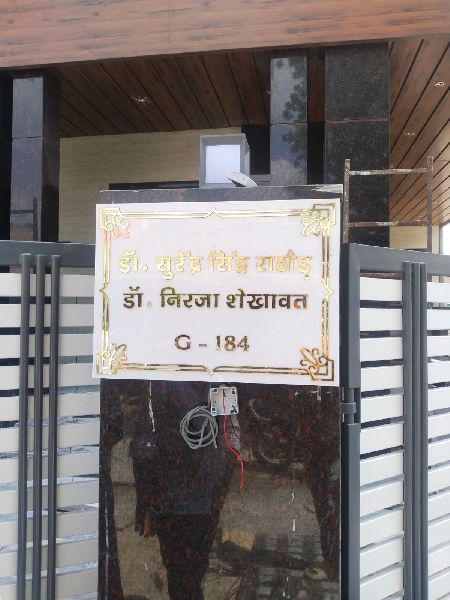 डॉ. सुरेंद्र सिंह राठौड़
डॉ. निरजा शेखावत
G - 184